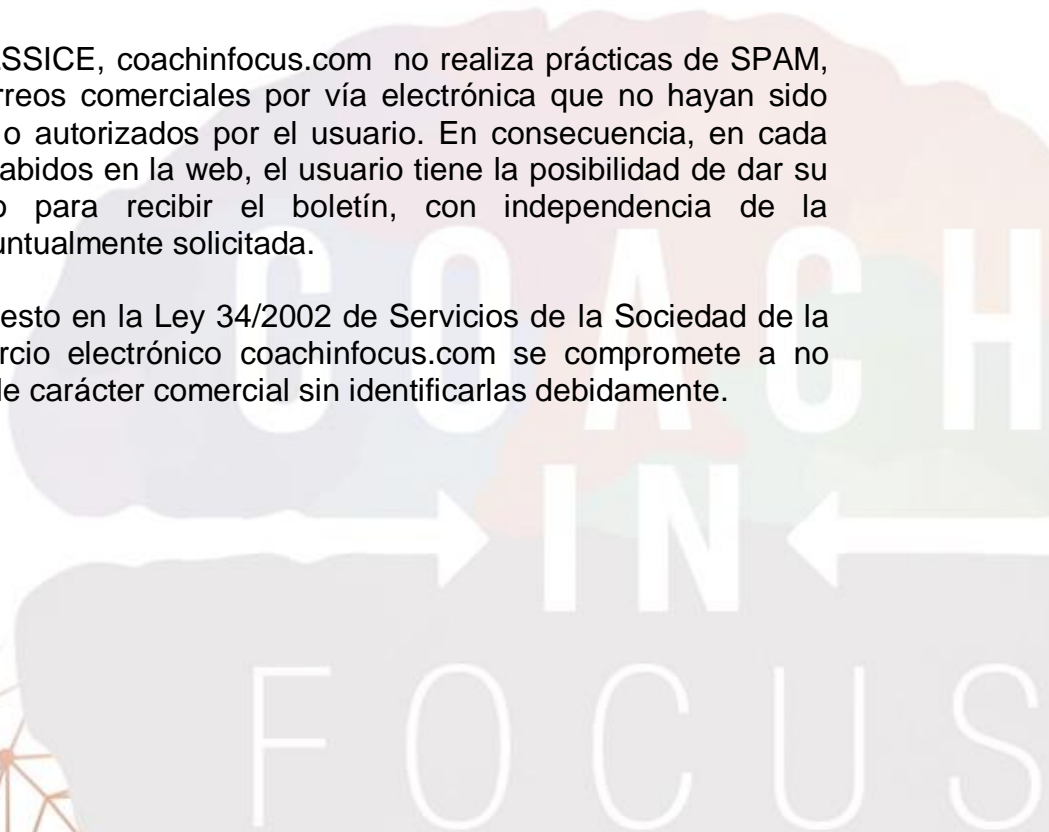 SSICE, coachinfocus.com no realiza prácticas de SPAM,
rreos comerciales por vía electrónica que no hayan sido
o autorizados por el usuario. En consecuencia, en cada
abidos en la web, el usuario tiene la posibilidad de dar su
o para recibir el boletín, con independencia de la
untualmente solicitada.
esto en la Ley 34/2002 de Servicios de la Sociedad de la
rcio electrónico coachinfocus.com se compromete a no
de carácter comercial sin identificarlas debidamente.
COACH
IN
FOCUS